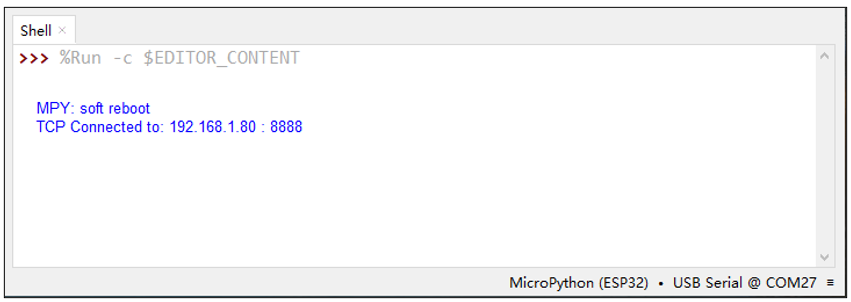 Shell ×
>>> %Run -c $EDITOR_CONTENT
MPY: soft reboot
TCP Connected to: 192.168.1.80 : 8888
MicroPython (ESP32) • USB Serial @ COM27 ≡